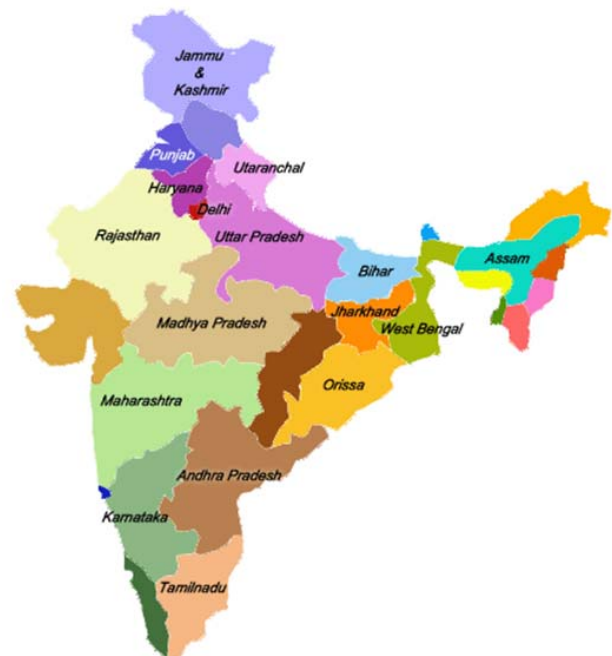 Jammu
&
Kashmir
Punjab
Utaranchal
Haryana
Delhi
Rajasthan
Uttar Pradesh
Bihar
Assam
Madhya Pradesh
Jharkhand
West Bengal
Orissa
Maharashtra
Andhra Pradesh
Karnataka
Tamilnadu